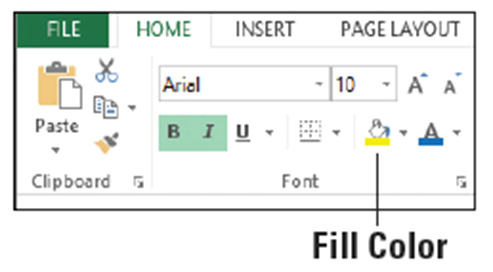 FILE HOME INSERT PAGE LAYOUT
Arial 10 A A
Paste B I U A
Clipboard Font
Fill Color